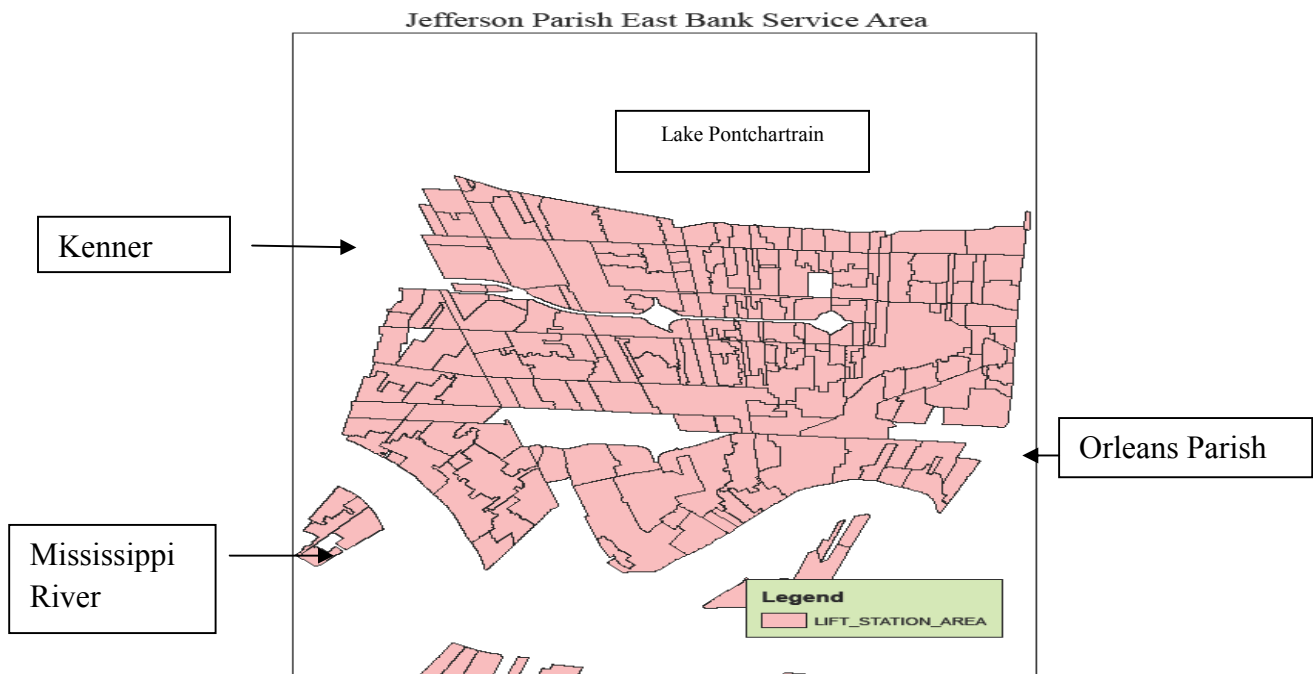 Jefferson Parish East Bank Service Area
Lake Pontchartrain
Kenner
Orleans Parish
Mississippi
River
Legend
LIFT_STATION_AREA